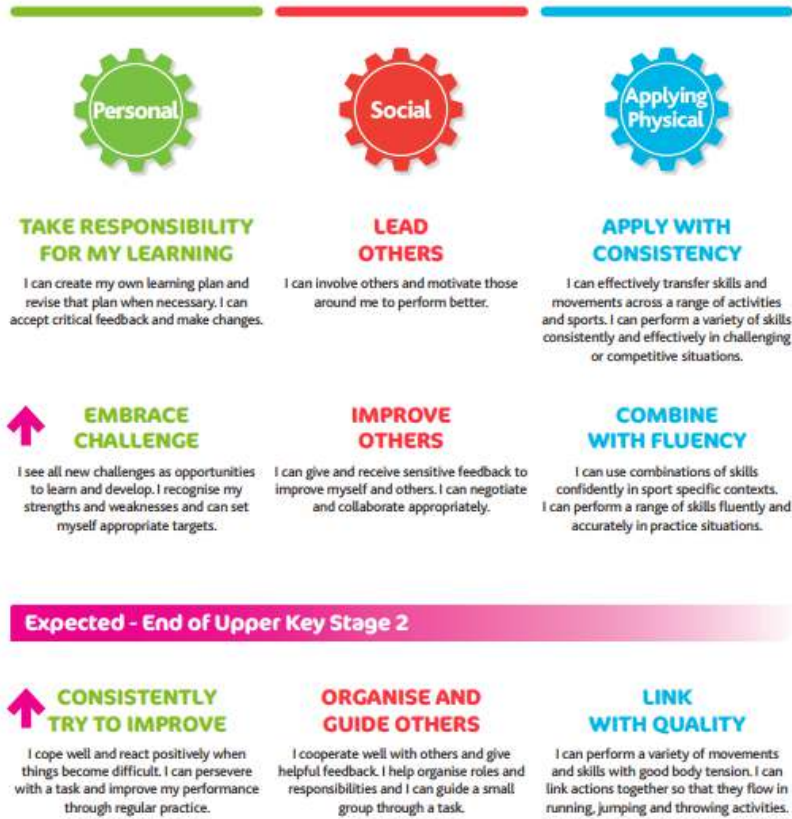 Personal
Social
Applying
Physical
TAKE RESPONSIBILITY
FOR MY LEARNING
I can create my own learning plan and
revise that plan when necessary. I can
accept critical feedback and make changes.
LEAD
OTHERS
I can involve others and motivate those
around me to perform better.
APPLY WITH
CONSISTENCY
I can effectively transfer skills and
movements across a range of activities
and sports. I can perform a variety of skills
consistently and effectively in challenging
or competitive situations.
EMBRACE
CHALLENGE
I see all new challenges as opportunities
to learn and develop. I recognise my
strengths and weaknesses and can set
myself appropriate targets.
IMPROVE
OTHERS
I can give and receive sensitive feedback to
improve myself and others. I can negotiate
and collaborate appropriately.
COMBINE
WITH FLUENCY
I can use combinations of skills
confidently in sport specific contexts.
I can perform a range of skills fluently and
accurately in practice situations.
Expected - End of Upper Key Stage 2
CONSISTENTLY
TRY TO IMPROVE
I cope well and react positively when
things become difficult. I can persevere
with a task and improve my performance
through regular practice.
ORGANISE AND
GUIDE OTHERS
I cooperate well with others and give
helpful feedback. I help organise roles and
responsibilities and I can guide a small
group through a task.
LINK
WITH QUALITY
I can perform a variety of movements
and skills with good body tension. I can
link actions together so that they flow in
running, jumping and throwing activities.